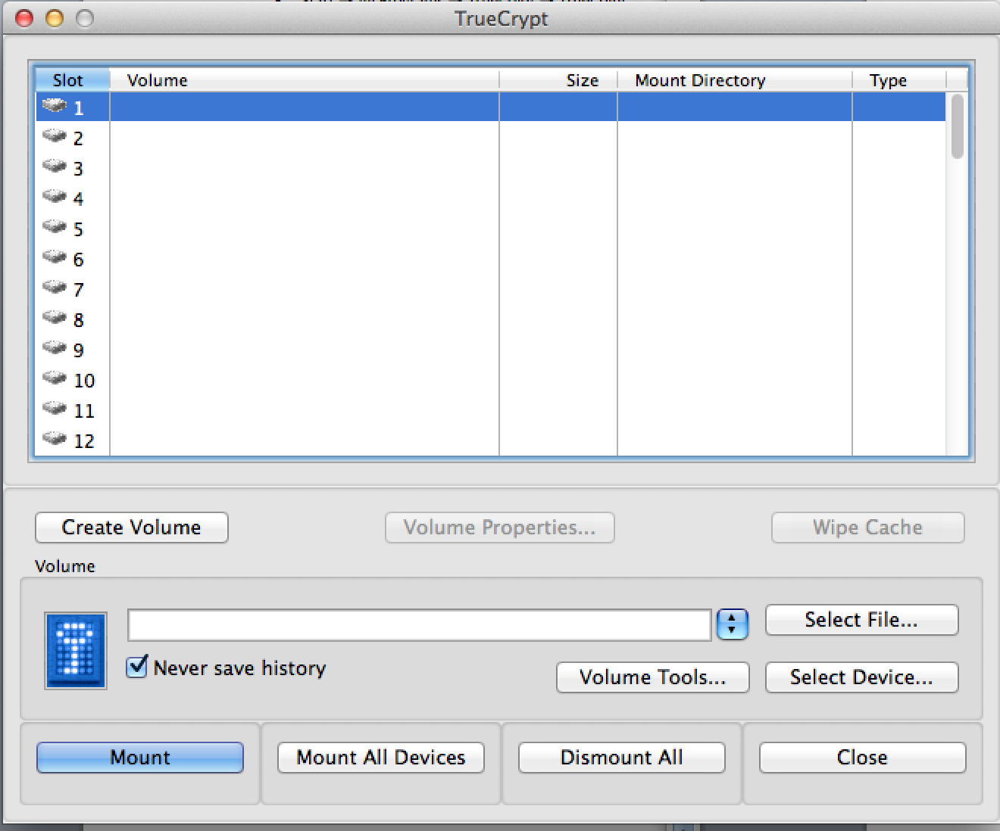 TrueCrypt
Slot Volume Size Mount Directory Type
1
2
3
4
5
6
7
8
9
10
11
12
Create Volume Volume Properties... Wipe Cache
Volume
Select File...
Never save history
Volume Tools... Select Device...
Mount Mount All Devices Dismount All Close